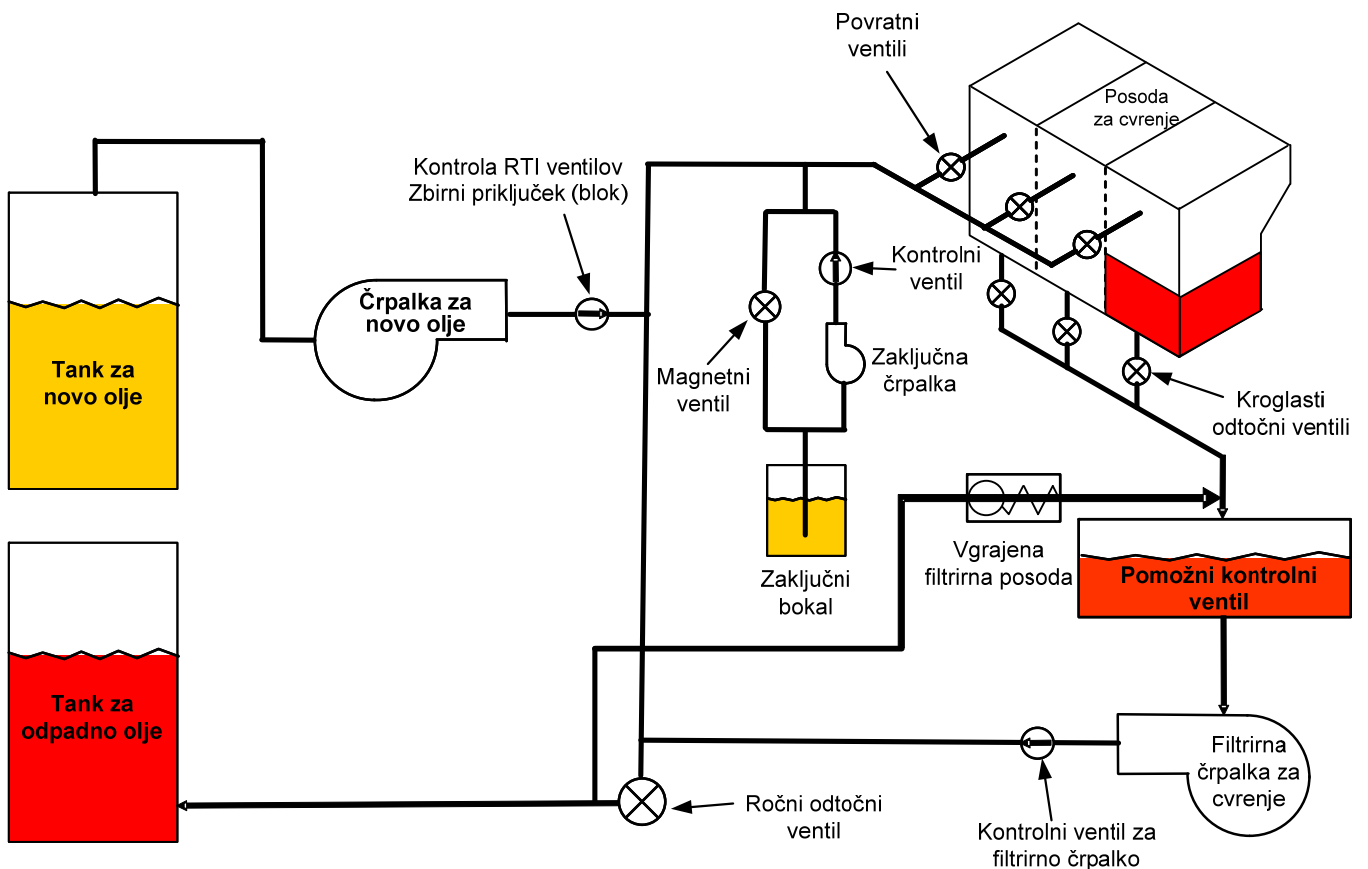 Povratni
ventili
Posoda
za cvrenje
Kontrola RTI ventilov
Zbirni priključek (blok)
Kontrolni
ventil
Črpalka za
novo olje
Tank za
novo olje
Magnetni
ventil
Zaključna
črpalka
Kroglasti
odtočni ventili
Vgrajena
filtrirna posoda
Zaključni
bokal
Pomožni kontrolni
ventil
Tank za
odpadno olje
Filtrirna
črpalka za
cvrenje
Ročni odtočni
ventil
Kontrolni ventil za
filtrirno črpalko